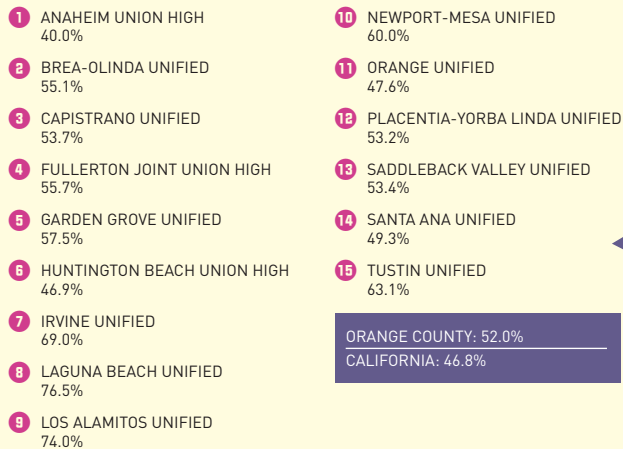 1 ANAHEIM UNION HIGH
40.0%
2 BREA-OLINDA UNIFIED
55.1%
3 CAPISTRANO UNIFIED
53.7%
4 FULLERTON JOINT UNION HIGH
55.7%
5 GARDEN GROVE UNIFIED
57.5%
6 HUNTINGTON BEACH UNION HIGH
46.9%
7 IRVINE UNIFIED
69.0%
8 LAGUNA BEACH UNIFIED
76.5%
9 LOS ALAMITOS UNIFIED
74.0%
10 NEWPORT-MESA UNIFIED
60.0%
11 ORANGE UNIFIED
47.6%
12 PLACENTIA-YORBA LINDA UNIFIED
53.2%
13 SADDLEBACK VALLEY UNIFIED
53.4%
14 SANTA ANA UNIFIED
49.3%
15 TUSTIN UNIFIED
63.1%
ORANGE COUNTY: 52.0%
CALIFORNIA: 46.8%